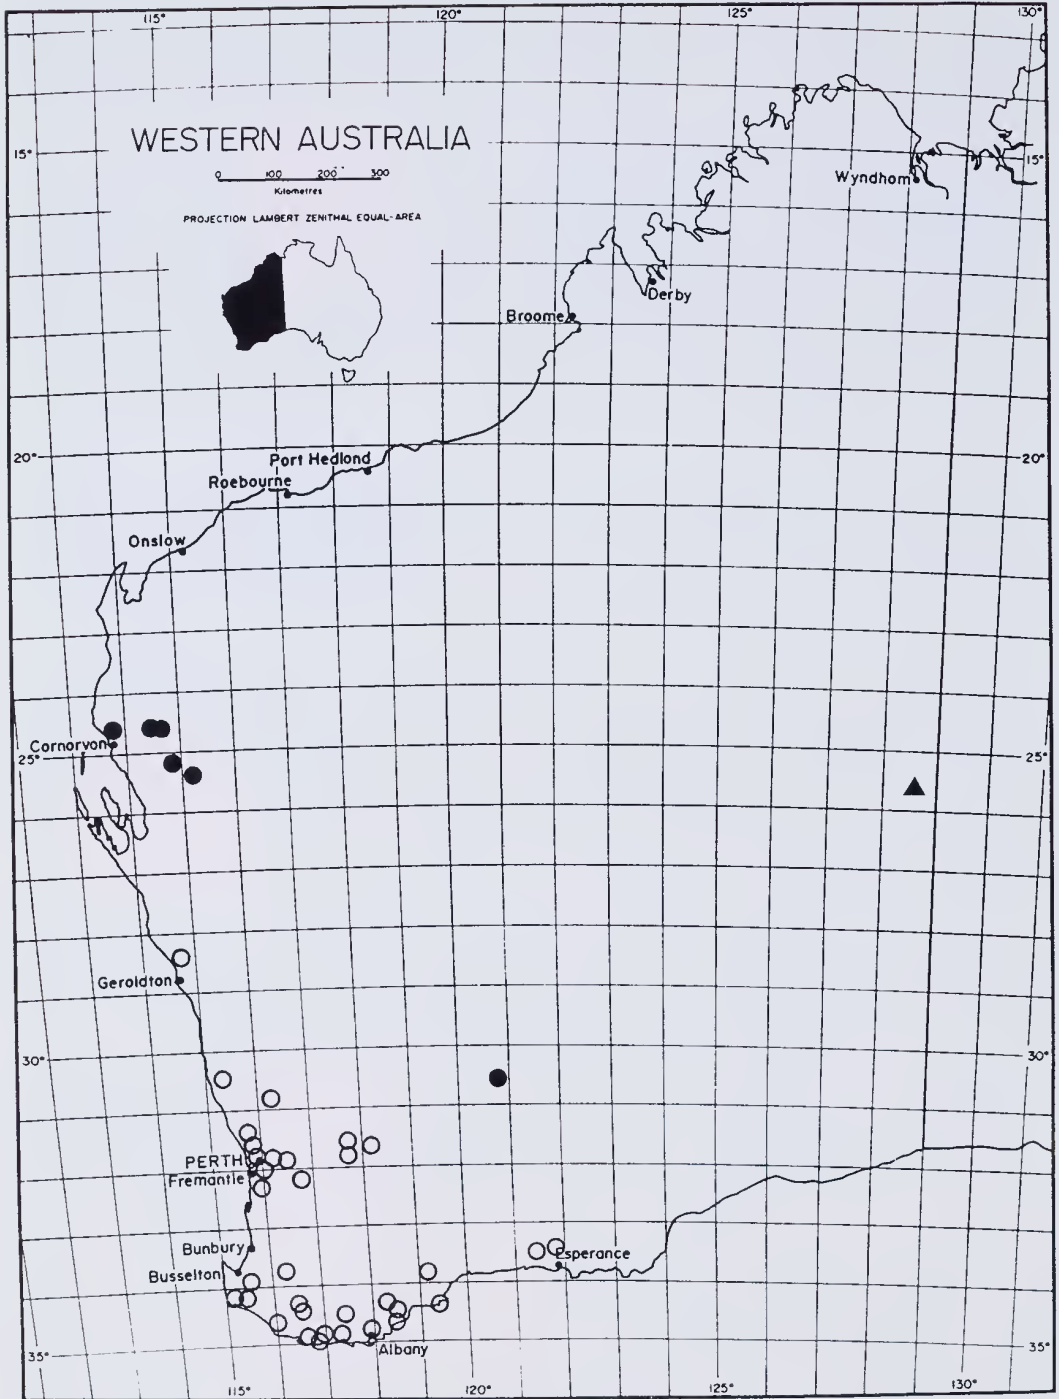 115° 120° 125° 130°
WESTERN AUSTRALIA
0 100 200 300
Kilometres
PROJECTION LAMBERT ZENITHAL EQUAL-AREA
15° 15°
Wyndhom
Derby
Broome
Port Hedlond
20° 20°
Roebourne
Onslow
Cornorvon
25° 25°
Geroldton
30° 30°
PERTH
Fremantle
Bunbury
Esperance
Busselton
Albany
35° 35°
115° 120° 125° 130°